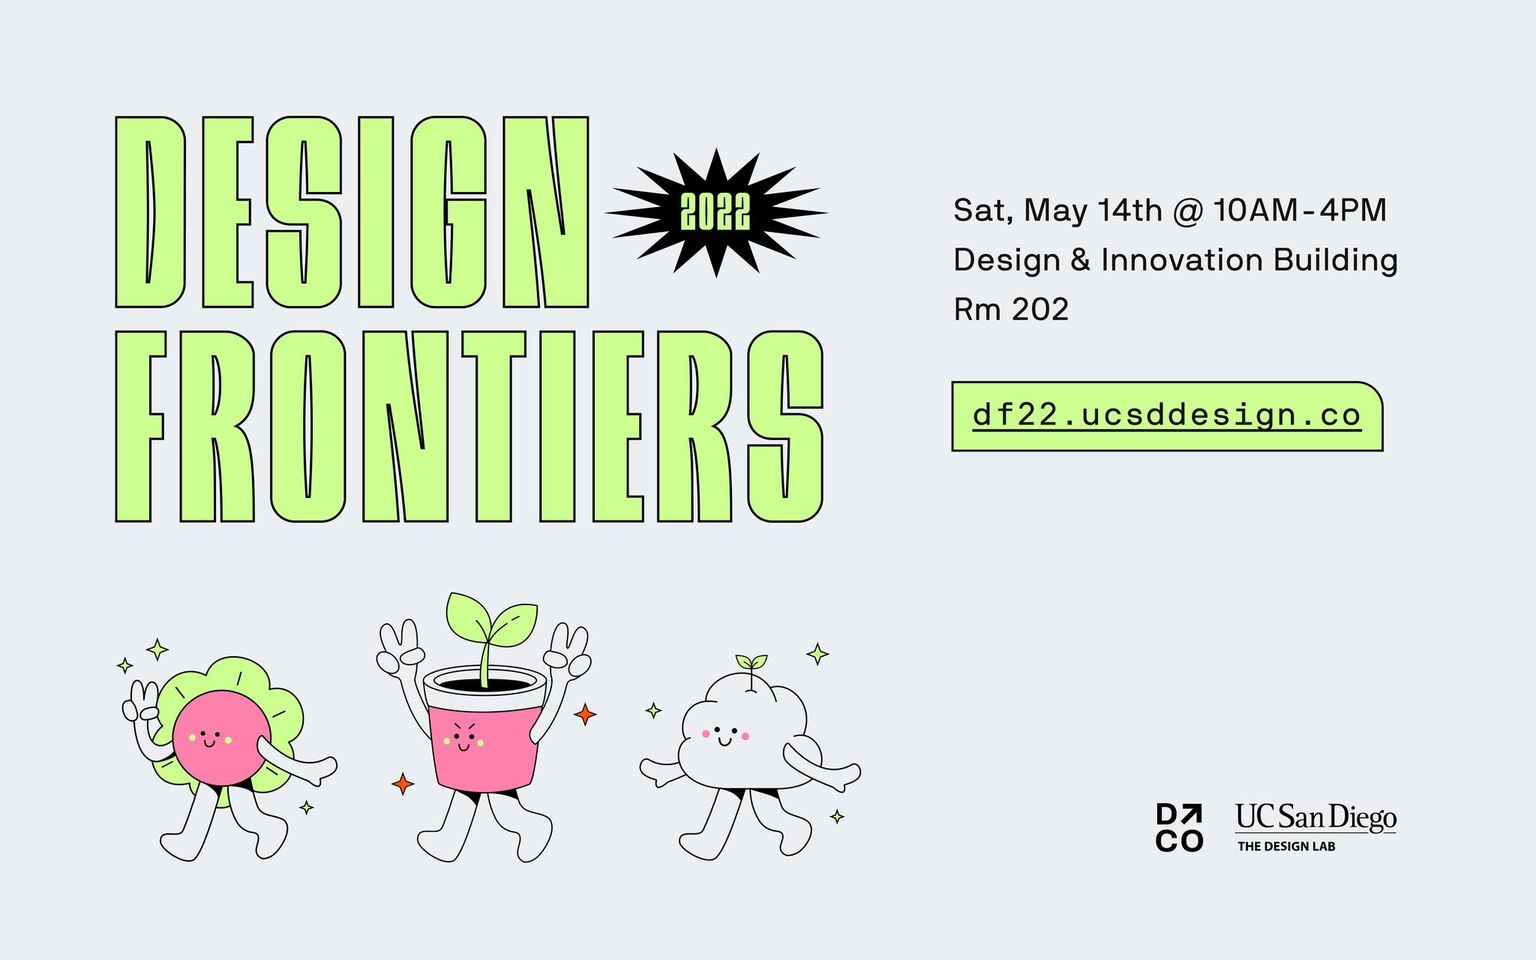 DESIGN
2022
FRONTIERS
Sat, May 14th @ 10AM-4PM
Design & Innovation Building
Rm 202
df22.ucsddesign.co
D
CO
UC San Diego
THE DESIGN LAB